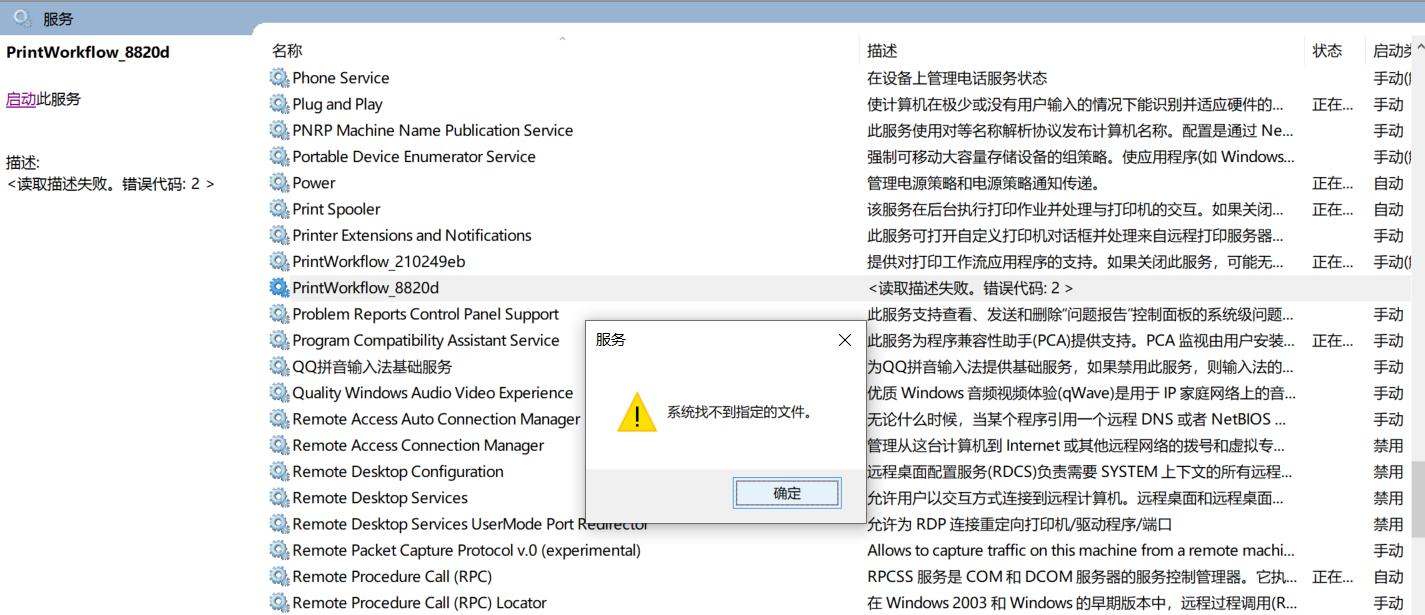 服务
PrintWorkflow_8820d
启动此服务
描述:
<读取描述失败。错误代码: 2 >
名称 描述 状态 启动类
Phone Service 在设备上管理电话服务状态 手动(
Plug and Play 使计算机在极少或没有用户输入的情况下能识别并适应硬件的... 正在... 手动
PNRP Machine Name Publication Service 此服务使用对等名称解析协议发布计算机名称。配置是通过 Ne... 手动
Portable Device Enumerator Service 强制可移动大容量存储设备的组策略。使应用程序(如 Windows... 手动(
Power 管理电源策略和电源策略通知传递。 正在... 自动
Print Spooler 该服务在后台执行打印作业并处理与打印机的交互。如果关闭... 正在... 自动
Printer Extensions and Notifications 此服务可打开自定义打印机对话框并处理来自远程打印服务器... 手动
PrintWorkflow_210249eb 提供对打印工作流应用程序的支持。如果关闭此服务，可能无... 正在... 手动(
PrintWorkflow_8820d <读取描述失败。错误代码: 2 >
Problem Reports Control Panel Support 此服务支持查看、发送和删除"问题报告"控制面板的系统级问题... 手动
Program Compatibility Assistant Service 此服务为程序兼容性助手(PCA)提供支持。PCA 监视由用户安装... 正在... 手动
QQ拼音输入法基础服务 为QQ拼音输入法提供基础服务，如果禁用此服务，则输入法的... 手动
Quality Windows Audio Video Experience 优质 Windows 音频视频体验(qWave)是用于 IP 家庭网络上的音... 手动
Remote Access Auto Connection Manager 无论什么时候，当某个程序引用一个远程 DNS 或者 NetBIOS ... 手动
Remote Access Connection Manager 管理从这台计算机到 Internet 或其他远程网络的拨号和虚拟专... 禁用
Remote Desktop Configuration 远程桌面配置服务(RDCS)负责需要 SYSTEM 上下文的所有远程... 禁用
Remote Desktop Services 允许用户以交互方式连接到远程计算机。远程桌面和远程桌面... 禁用
Remote Desktop Services UserMode Port Redirector 允许为 RDP 连接重定向打印机/驱动程序/端口 禁用
Remote Packet Capture Protocol v.0 (experimental) Allows to capture traffic on this machine from a remote machi... 手动
Remote Procedure Call (RPC) RPCSS 服务是 COM 和 DCOM 服务器的服务控制管理器。它执... 正在... 自动
Remote Procedure Call (RPC) Locator 在 Windows 2003 和 Windows 的早期版本中，远程过程调用(R... 手动
服务
系统找不到指定的文件。
确定